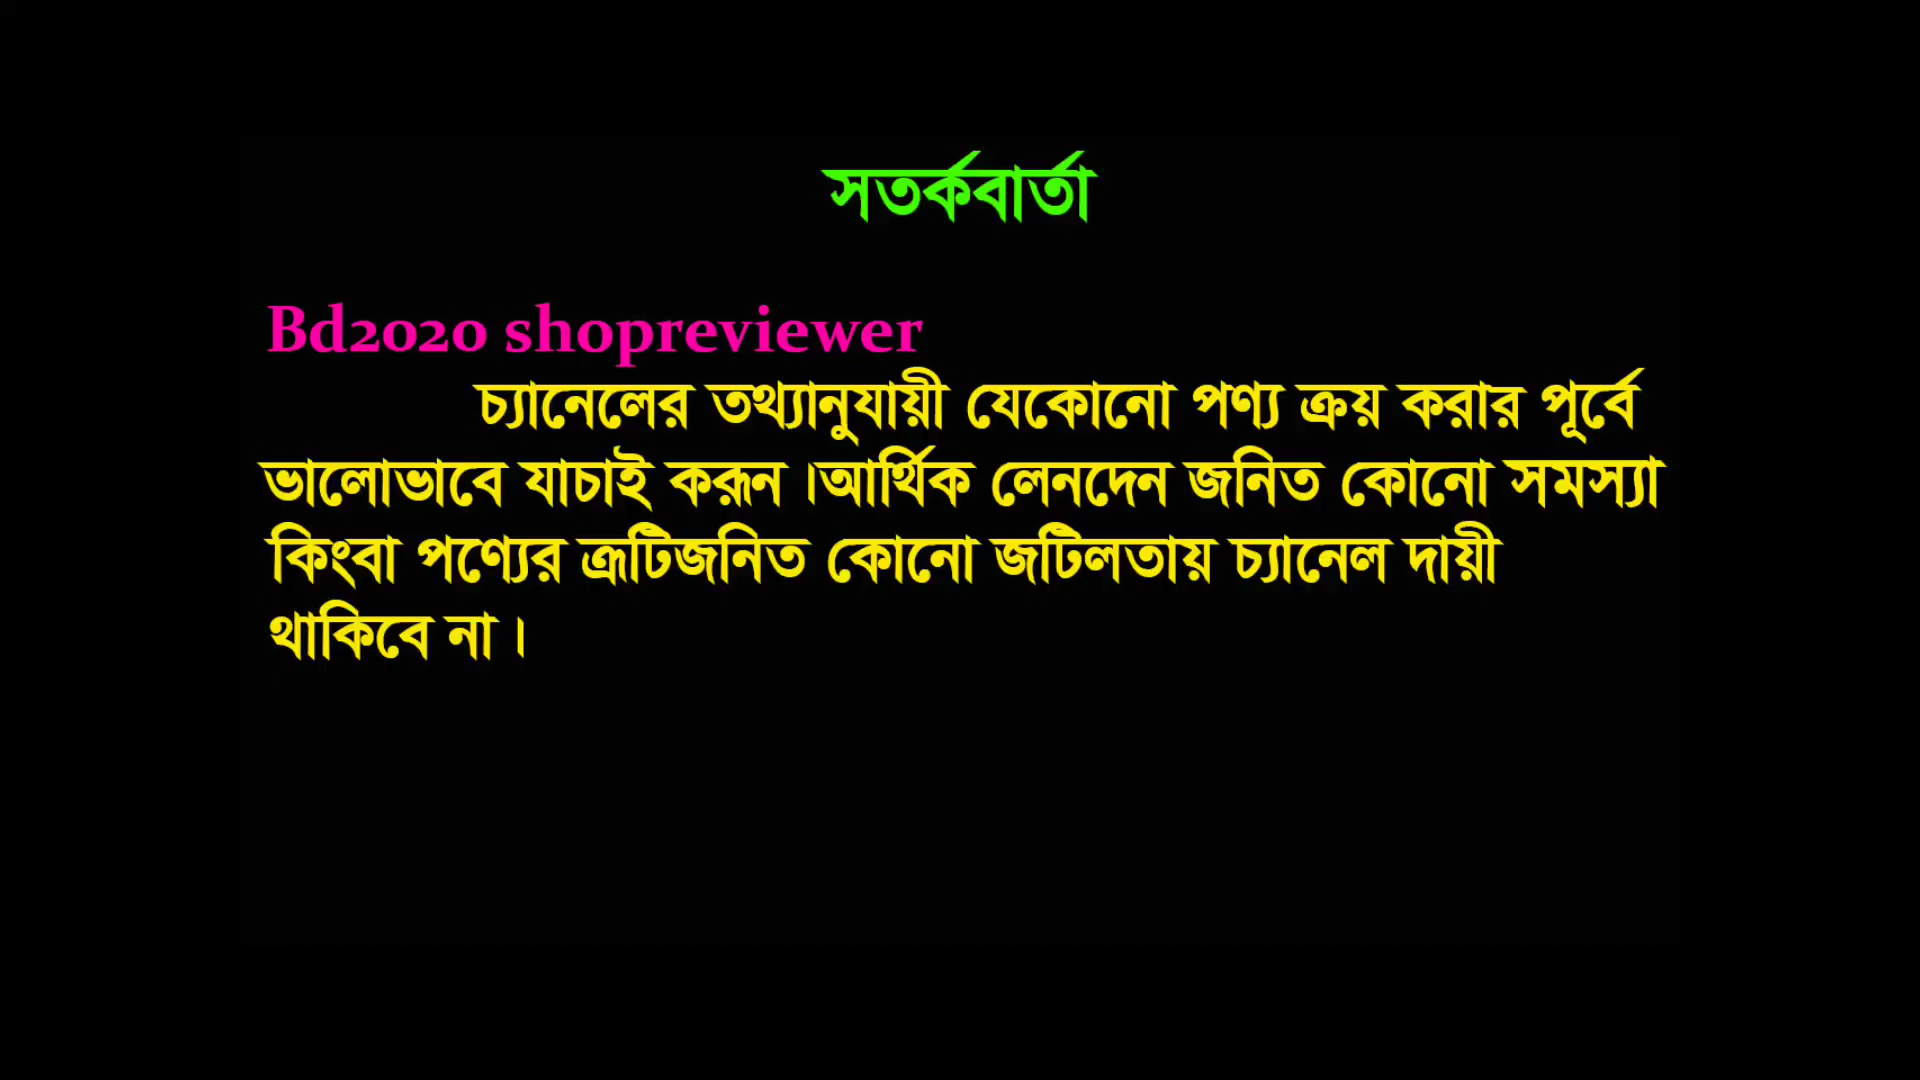 সতর্কবার্তা
Bd2020 shopreviewer
চ্যানেলের তথ্যানুযায়ী যেকোনো পণ্য ক্রয় করার পূর্বে
ভালোভাবে যাচাই করূন ।আর্থিক লেনদেন জনিত কোনো সমস্যা
কিংবা পণ্যের ত্রূটিজনিত কোনো জটিলতায় চ্যানেল দায়ী
থাকিবে না ।